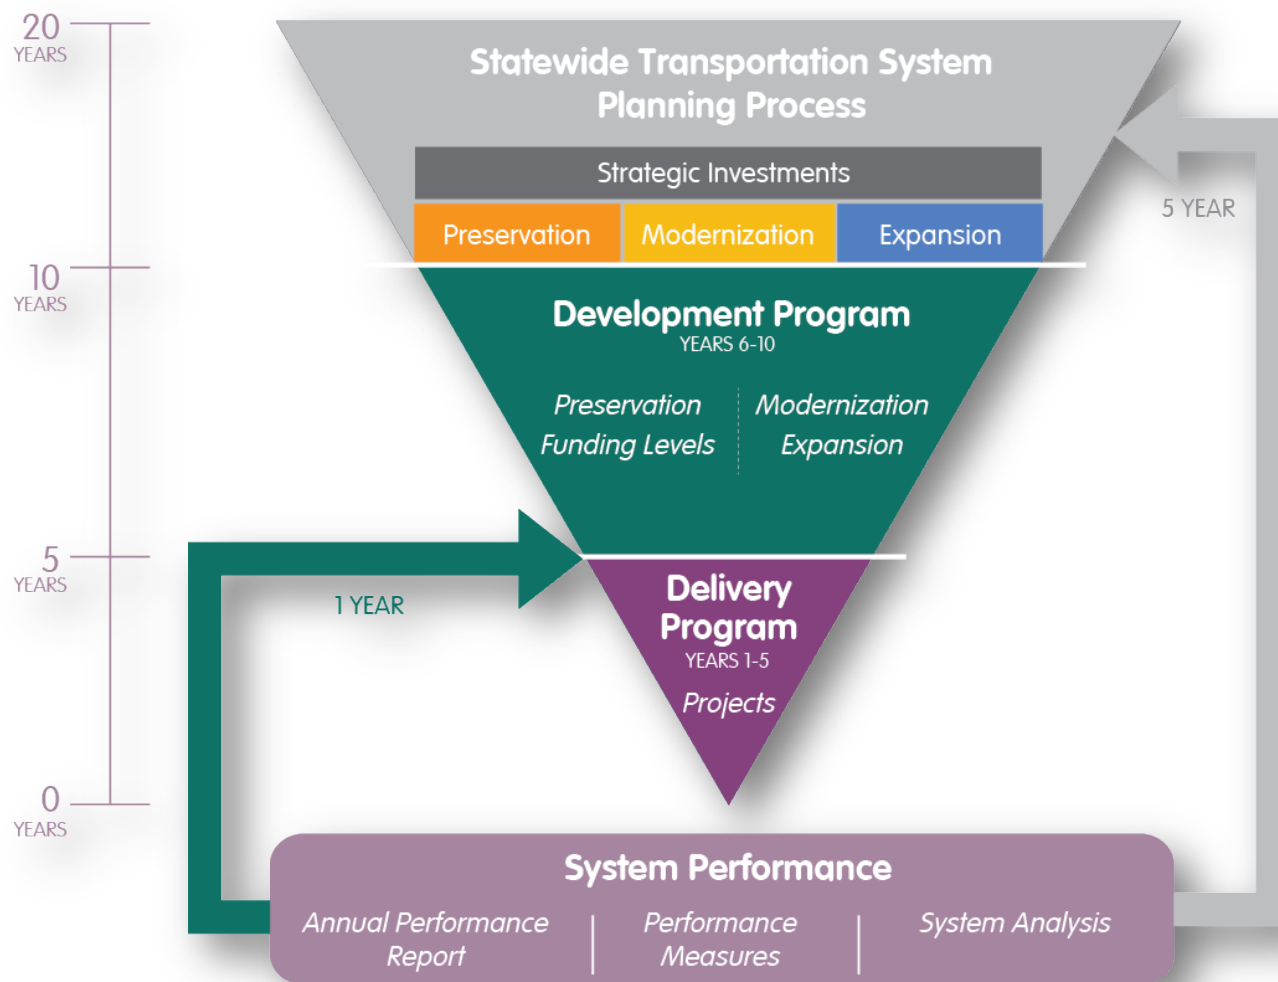 20
YEARS
Statewide Transportation System
Planning Process
Strategic Investments
Preservation
Modernization
Expansion
5 YEAR
10
YEARS
Development Program
YEARS 6-10
Preservation
Funding Levels
Modernization
Expansion
5
YEARS
1 YEAR
Delivery
Program
YEARS 1-5
Projects
0
YEARS
System Performance
Annual Performance
Report
Performance
Measures
System Analysis